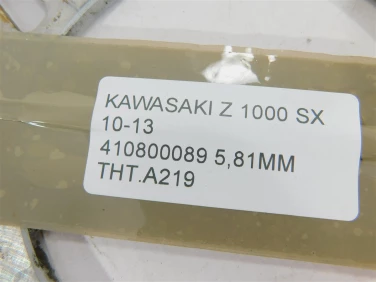 KAWASAKI Z 1000 SX
10-13
410800089 5,81MM
THT.A219